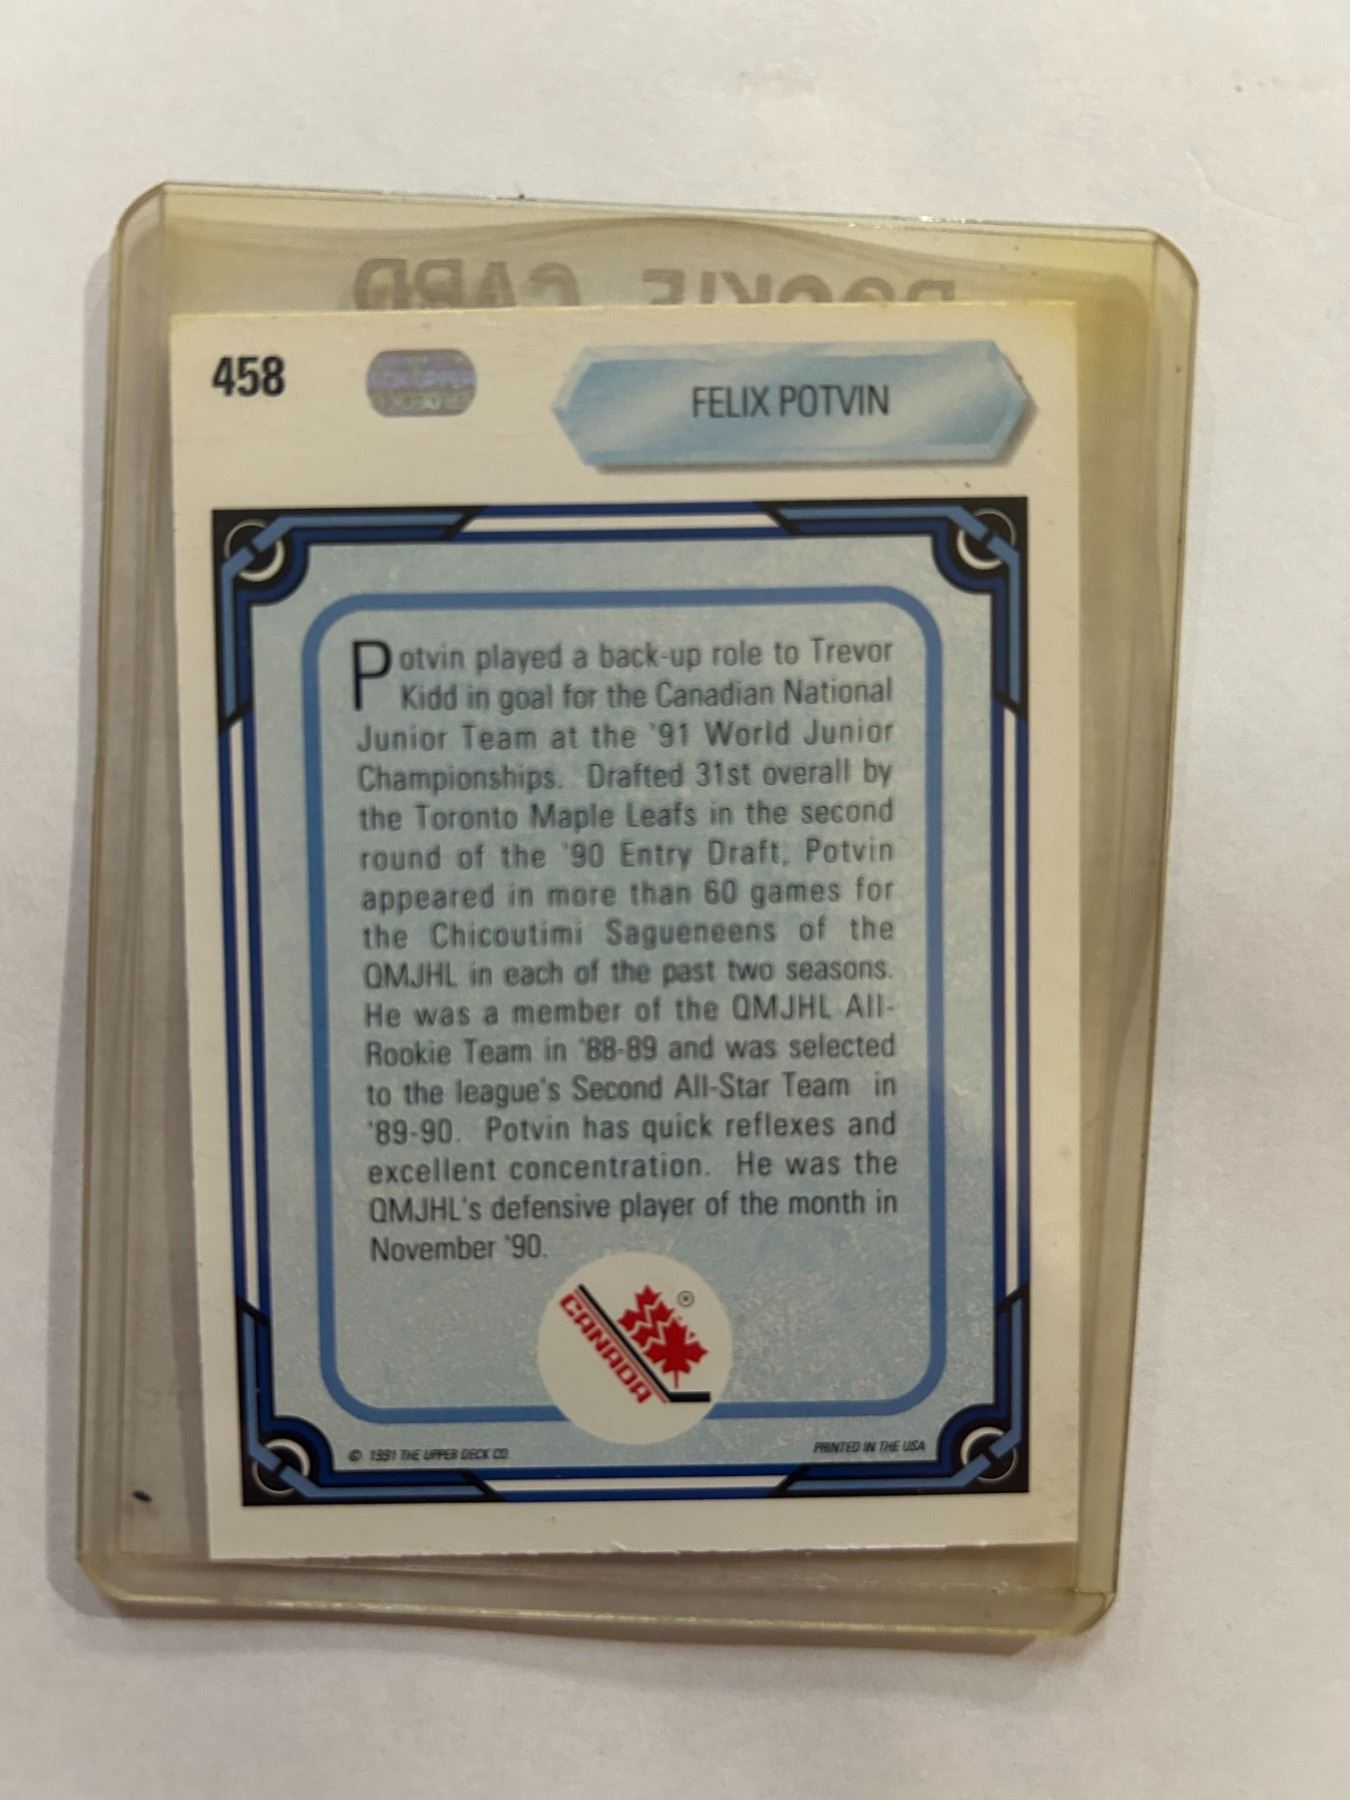 ROOKIE CARD
458
FELIX POTVIN
Potvin played a back-up role to Trevor
Kidd in goal for the Canadian National
Junior Team at the '91 World Junior
Championships. Drafted 31st overall by
the Toronto Maple Leafs in the second
round of the '90 Entry Draft, Potvin
appeared in more than 60 games for
the Chicoutimi Sagueneens of the
QMJHL in each of the past two seasons.
He was a member of the QMJHL All-
Rookie Team in '88-89 and was selected
to the league's Second All-Star Team in
'89-90. Potvin has quick reflexes and
excellent concentration. He was the
QMJHL's defensive player of the month in
November '90.
CANADA ®
© 1991 THE UPPER DECK CO.
PRINTED IN THE USA